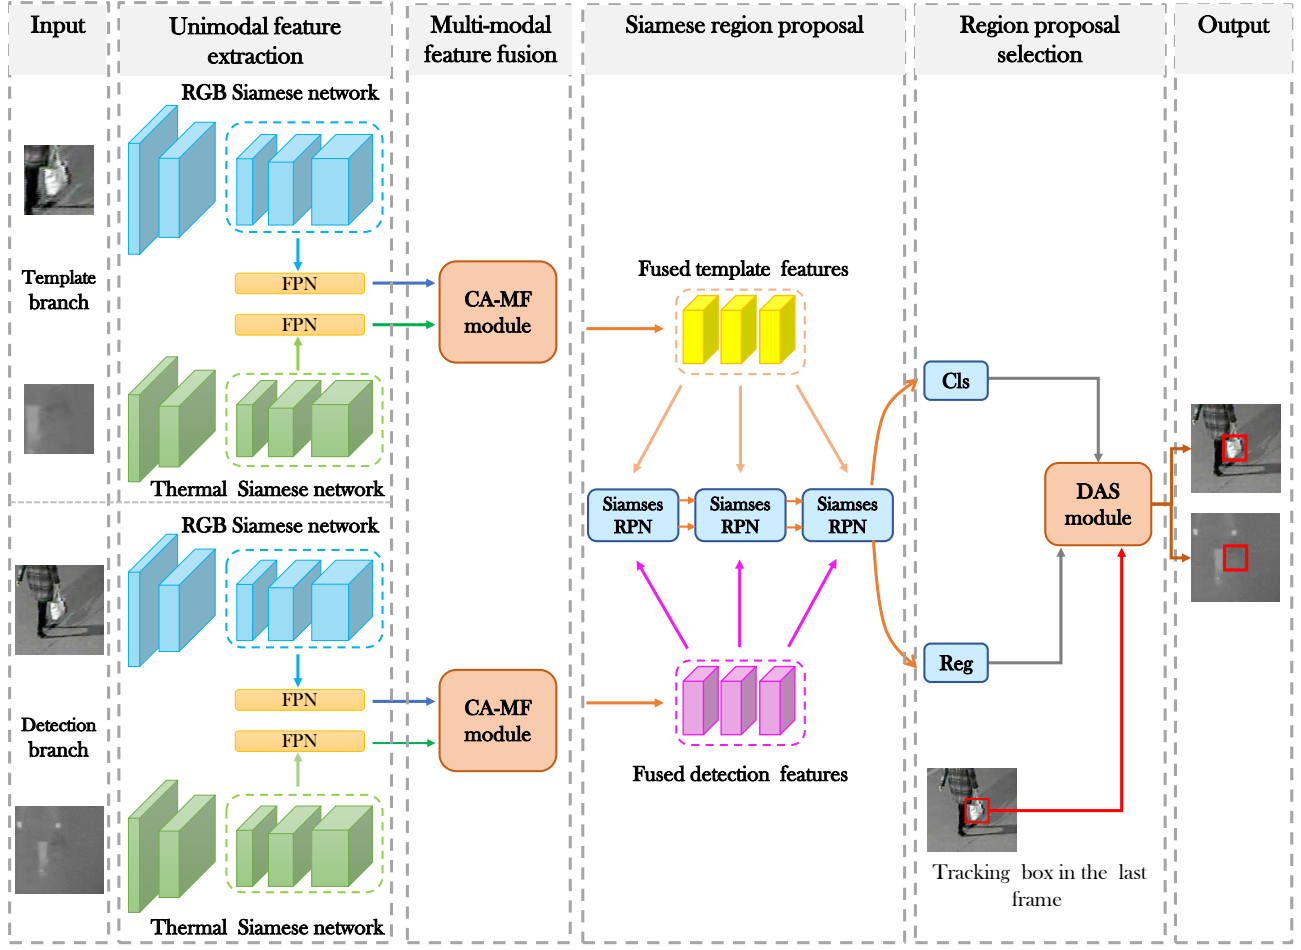 Input
Unimodal feature
extraction
Multi-modal
feature fusion
Siamese region proposal
Region proposal
selection
Output
RGB Siamese network
Template
branch
FPN
FPN
CA-MF
module
Thermal Siamese network
Fused template features
Cls
Siamses
RPN
Siamses
RPN
Siamses
RPN
DAS
module
RGB Siamese network
Detection
branch
FPN
FPN
CA-MF
module
Thermal Siamese network
Fused detection features
Reg
Tracking box in the last
frame